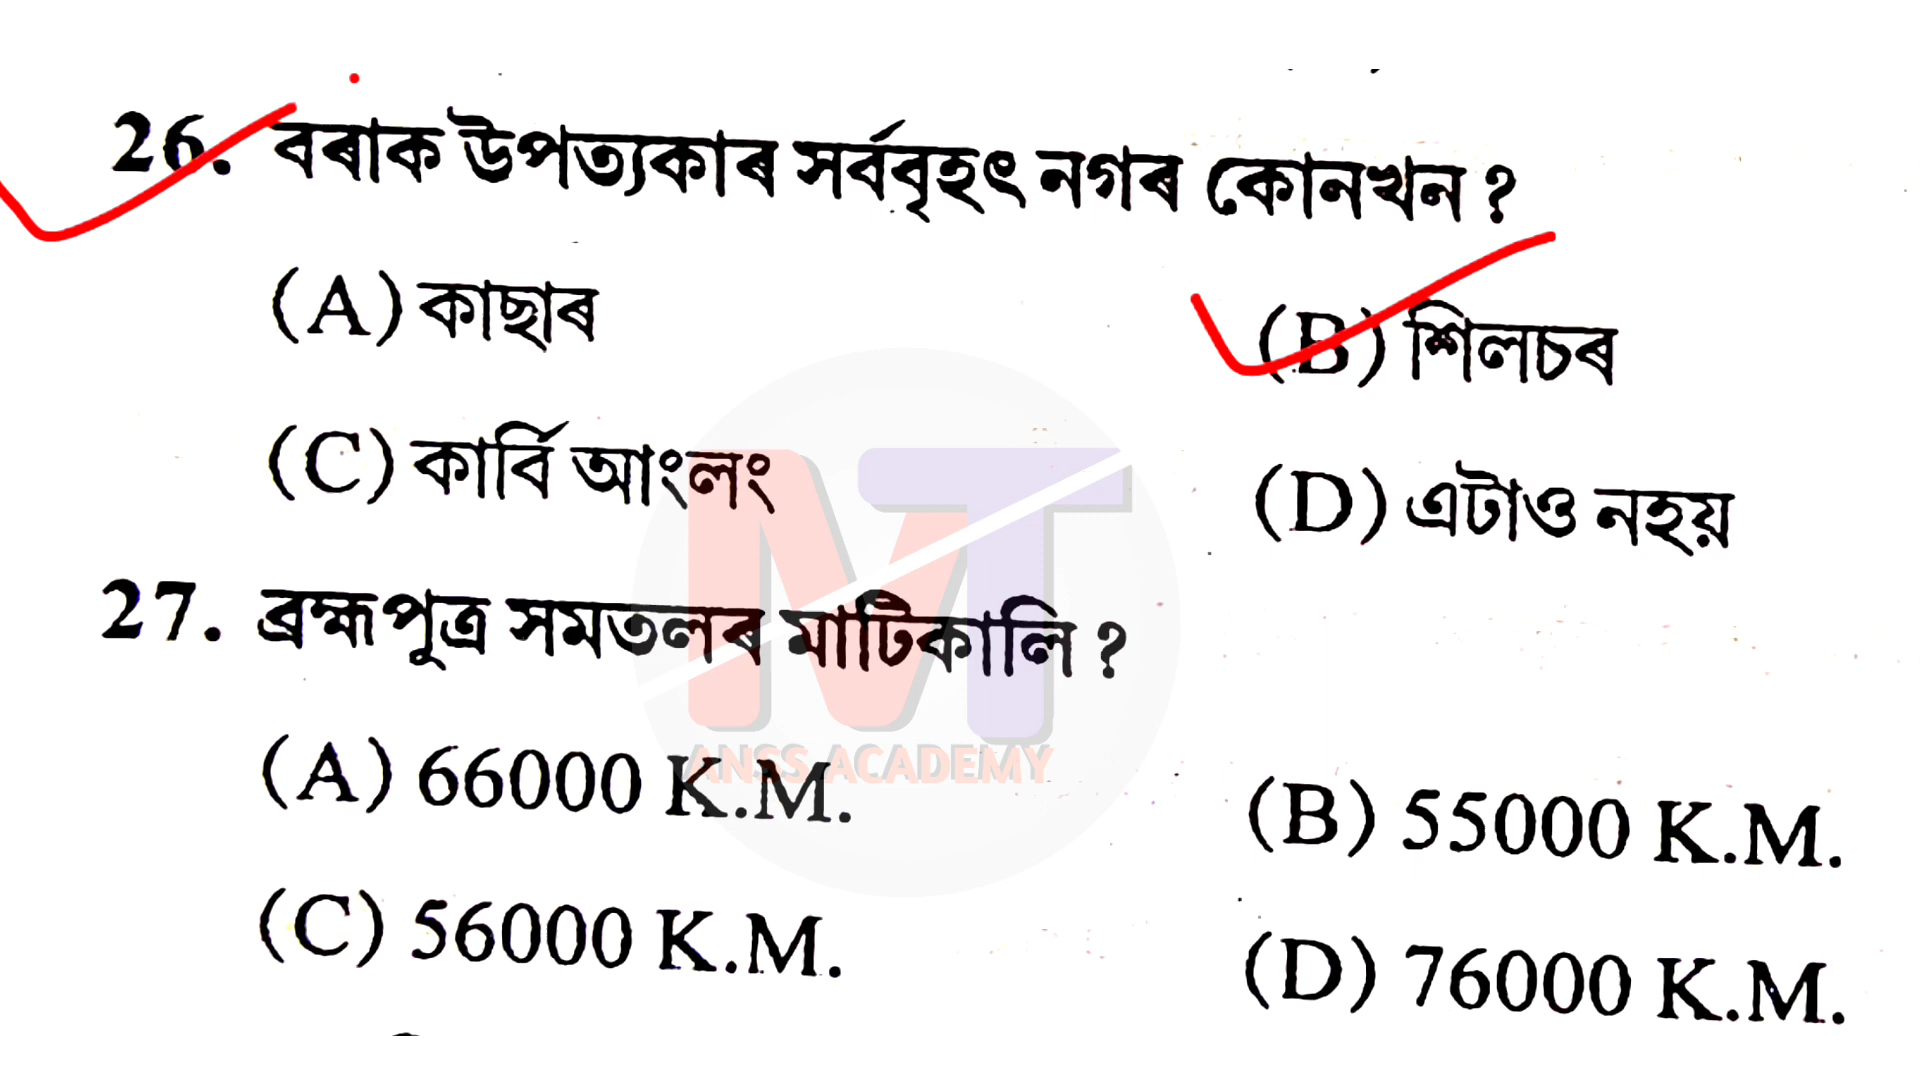 26. বৰাক উপত্যকাৰ সৰ্ববৃহৎ নগৰ কোনখন ?
(A) কাছাৰ (B) শিলচৰ
(C) কাৰ্বি আংলং (D) এটাও নহয়
27. ব্ৰহ্মপুত্ৰ সমতলৰ মাটিকালি ?
(A) 66000 K.M. (B) 55000 K.M.
(C) 56000 K.M. (D) 76000 K.M.
MT
ANSS ACADEMY